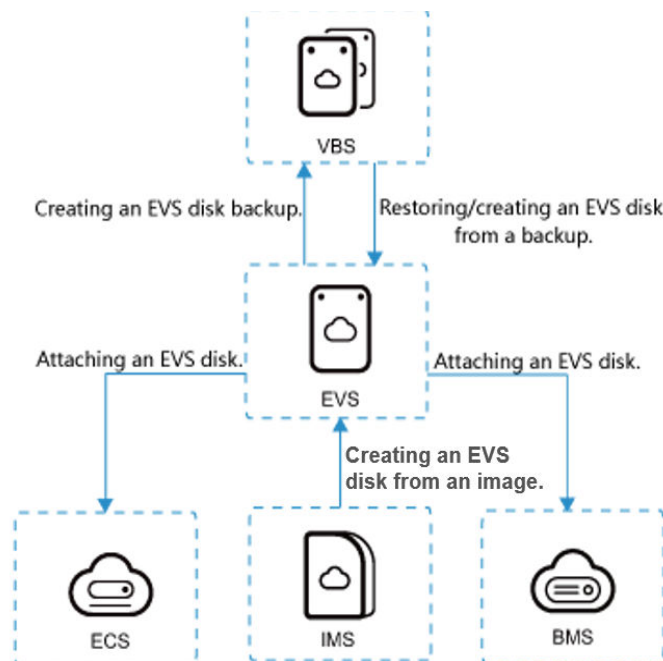 VBS
Creating an EVS disk backup.
Restoring/creating an EVS disk
from a backup.
Attaching an EVS disk.
Attaching an EVS disk.
EVS
Creating an EVS
disk from an image.
ECS
IMS
BMS